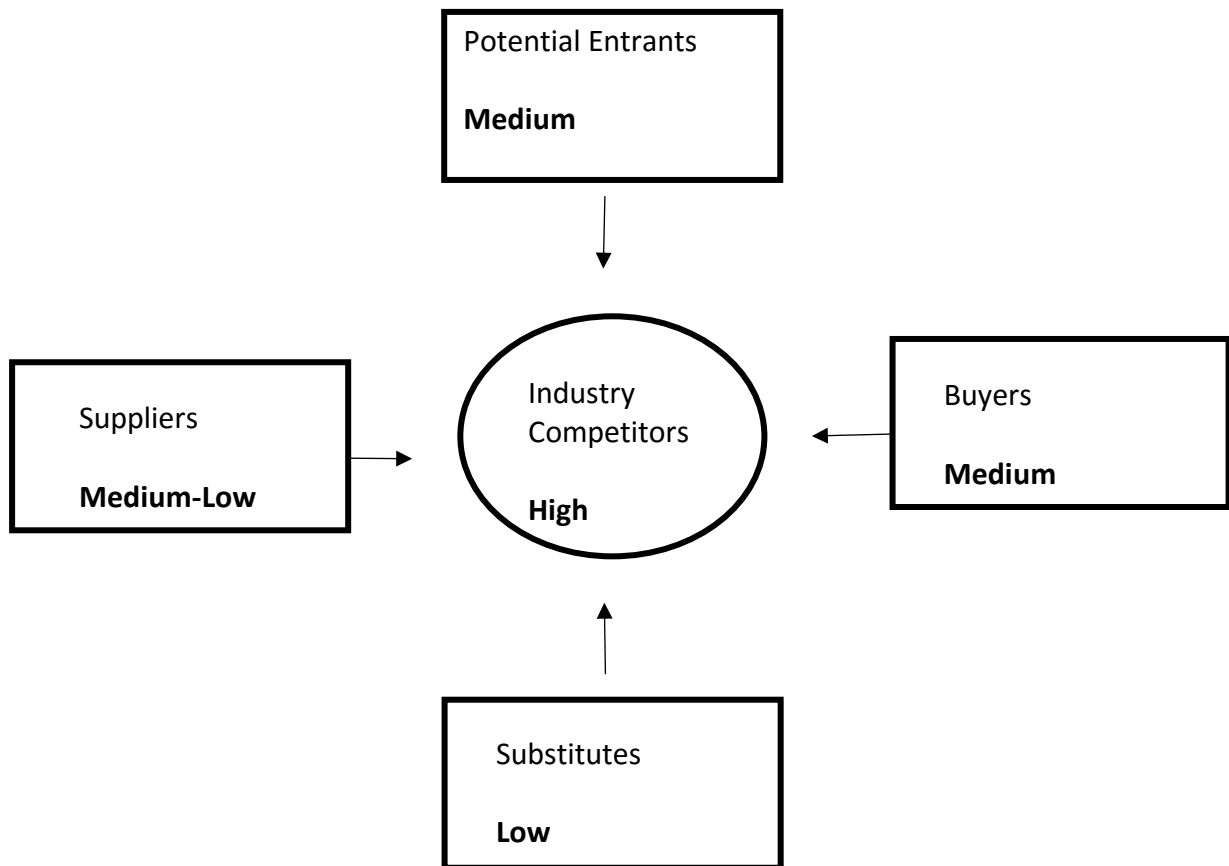 Potential Entrants
Medium
Suppliers
Medium-Low
Industry
Competitors
High
Buyers
Medium
Substitutes
Low